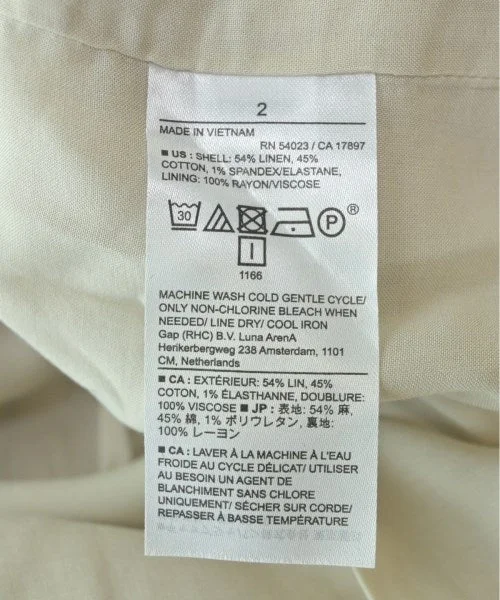 2
MADE IN VIETNAM
RN 54023 / CA 17897
■ US : SHELL: 54% LINEN, 45%
COTTON, 1% SPANDEX/ELASTANE,
LINING: 100% RAYON/VISCOSE
30 P ®
1166
MACHINE WASH COLD GENTLE CYCLE/
ONLY NON-CHLORINE BLEACH WHEN
NEEDED/ LINE DRY/ COOL IRON
Gap (RHC) B.V. Luna ArenA
Herikerbergweg 238 Amsterdam, 1101
CM, Netherlands
■ CA : EXTÉRIEUR: 54% LIN, 45%
COTON, 1% ÉLASTHANNE, DOUBLURE:
100% VISCOSE ■ JP : 表地: 54% 麻,
45% 綿, 1% ポリウレタン, 裏地:
100% レーヨン
■ CA : LAVER À LA MACHINE À L'EAU
FROIDE AU CYCLE DÉLICAT/ UTILISER
AU BESOIN UN AGENT DE
BLANCHIMENT SANS CHLORE
UNIQUEMENT/ SÉCHER SUR CORDE/
REPASSER À BASSE TEMPÉRATURE